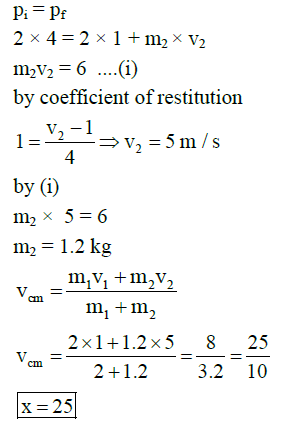 pᵢ = p_f
2 × 4 = 2 × 1 + m₂ × v₂
m₂v₂ = 6 ....(i)
by coefficient of restitution
1 = (v₂ − 1)/4 ⇒ v₂ = 5 m / s
by (i)
m₂ × 5 = 6
m₂ = 1.2 kg
v_cm = (m₁v₁ + m₂v₂)/(m₁ + m₂)
v_cm = (2 × 1 + 1.2 × 5)/(2 + 1.2) = 8/3.2 = 25/10
x = 25